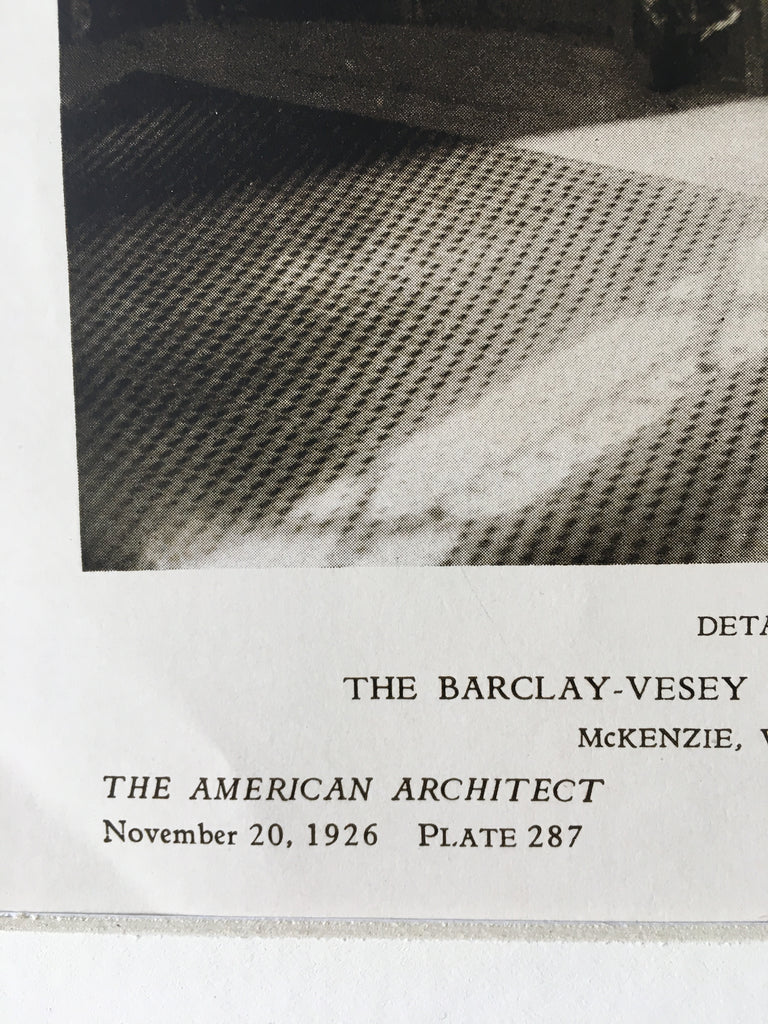 DETA
THE BARCLAY-VESEY
McKENZIE,
THE AMERICAN ARCHITECT
November 20, 1926 PLATE 287